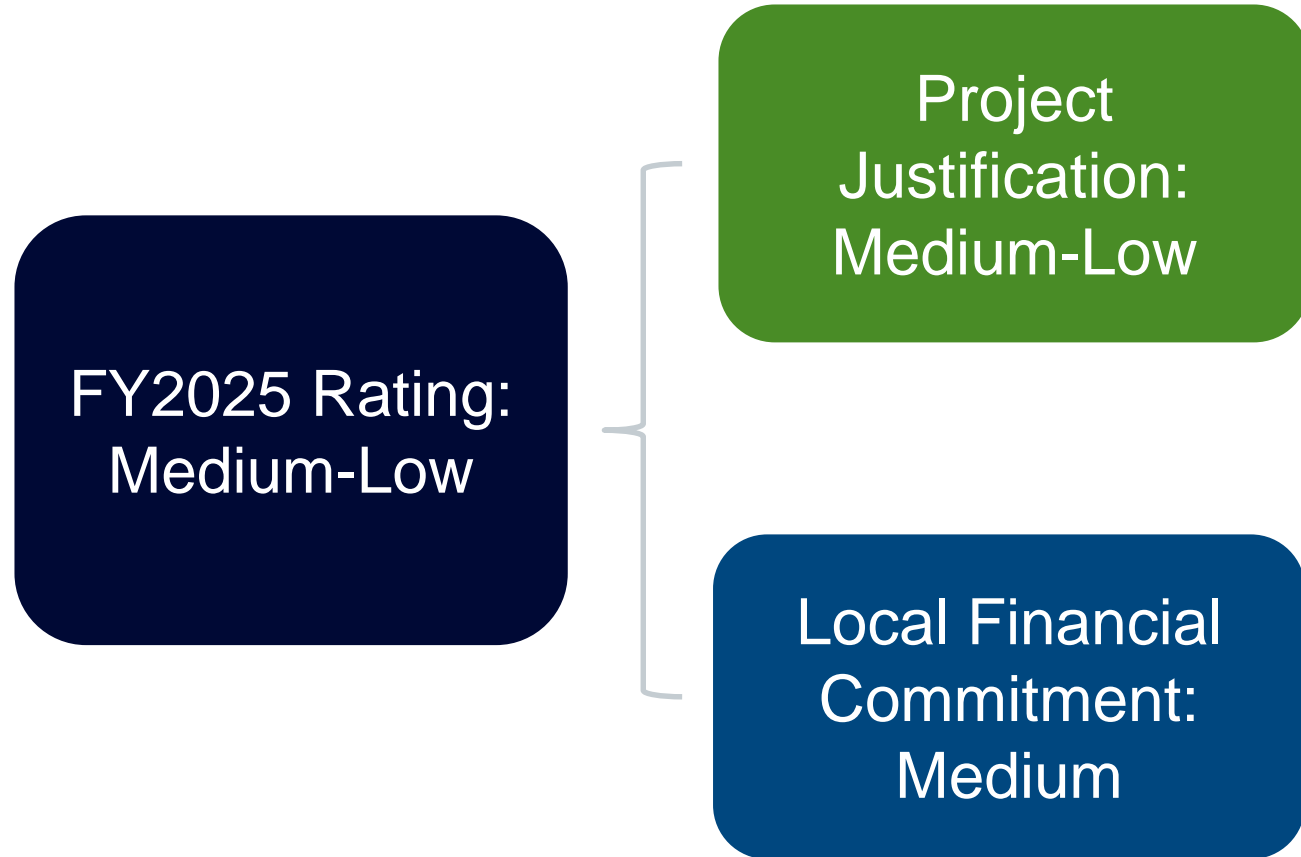 Project
Justification:
Medium-Low
FY2025 Rating:
Medium-Low
Local Financial
Commitment:
Medium